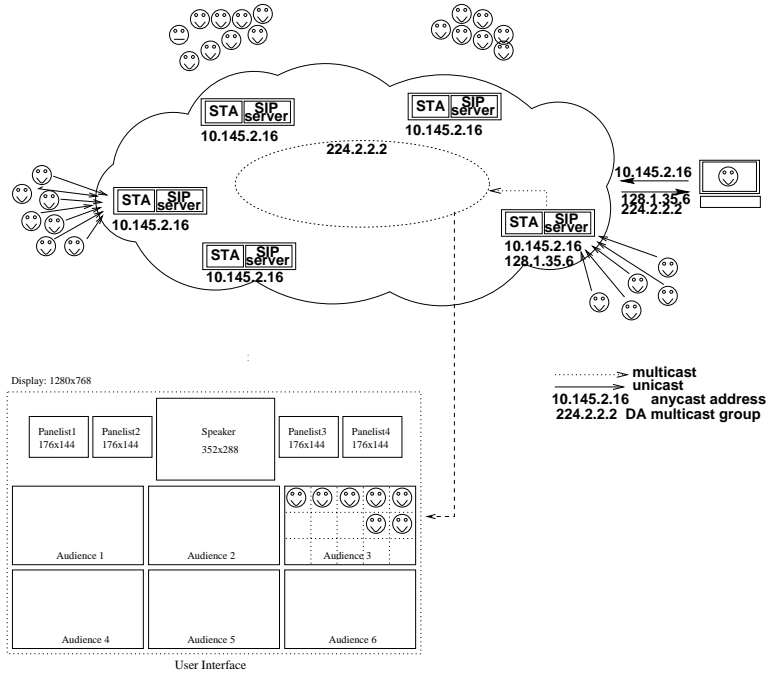 STA SIP server
10.145.2.16
STA SIP server
10.145.2.16
224.2.2.2
10.145.2.16
128.1.35.6
224.2.2.2
STA SIP server
10.145.2.16
STA SIP server
10.145.2.16
128.1.35.6
STA SIP server
10.145.2.16
multicast
unicast
10.145.2.16 anycast address
224.2.2.2 DA multicast group
Display: 1280x768
Panelist1
176x144
Panelist2
176x144
Speaker
352x288
Panelist3
176x144
Panelist4
176x144
Audience 1
Audience 2
Audience 3
Audience 4
Audience 5
Audience 6
User Interface